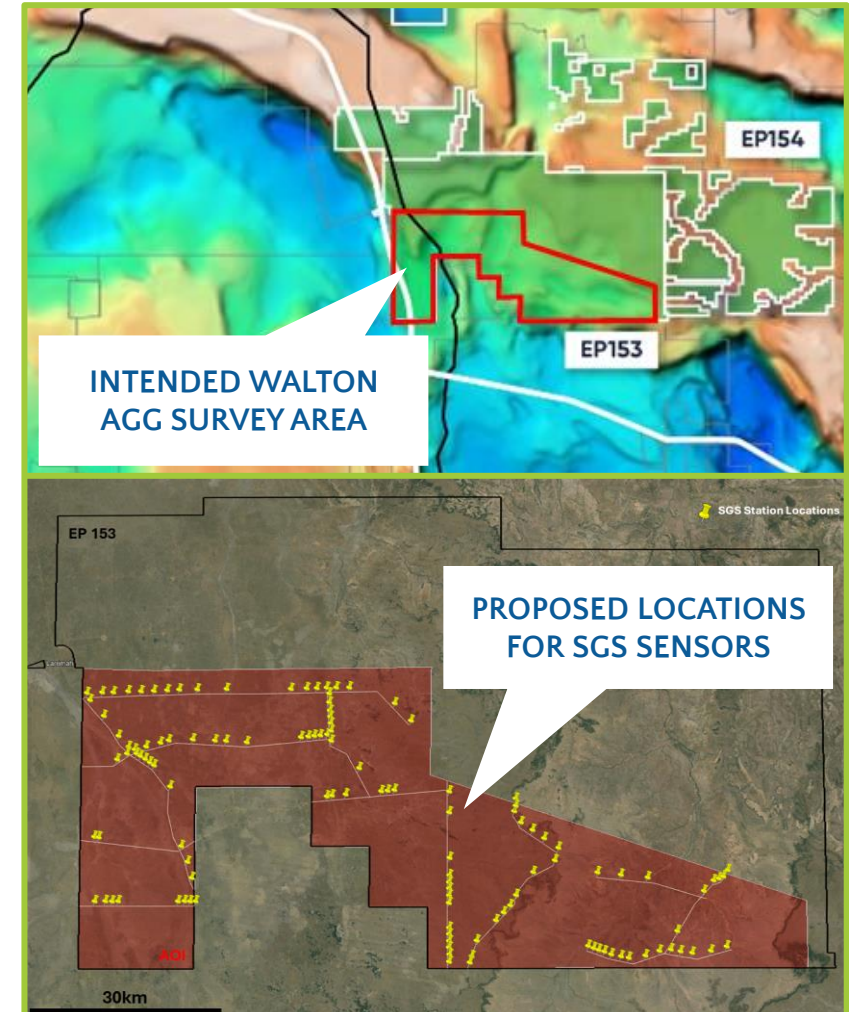 EP154
EP153
INTENDED WALTON
AGG SURVEY AREA
SGS Station Locations
EP 153
PROPOSED LOCATIONS
FOR SGS SENSORS
AOI
30km